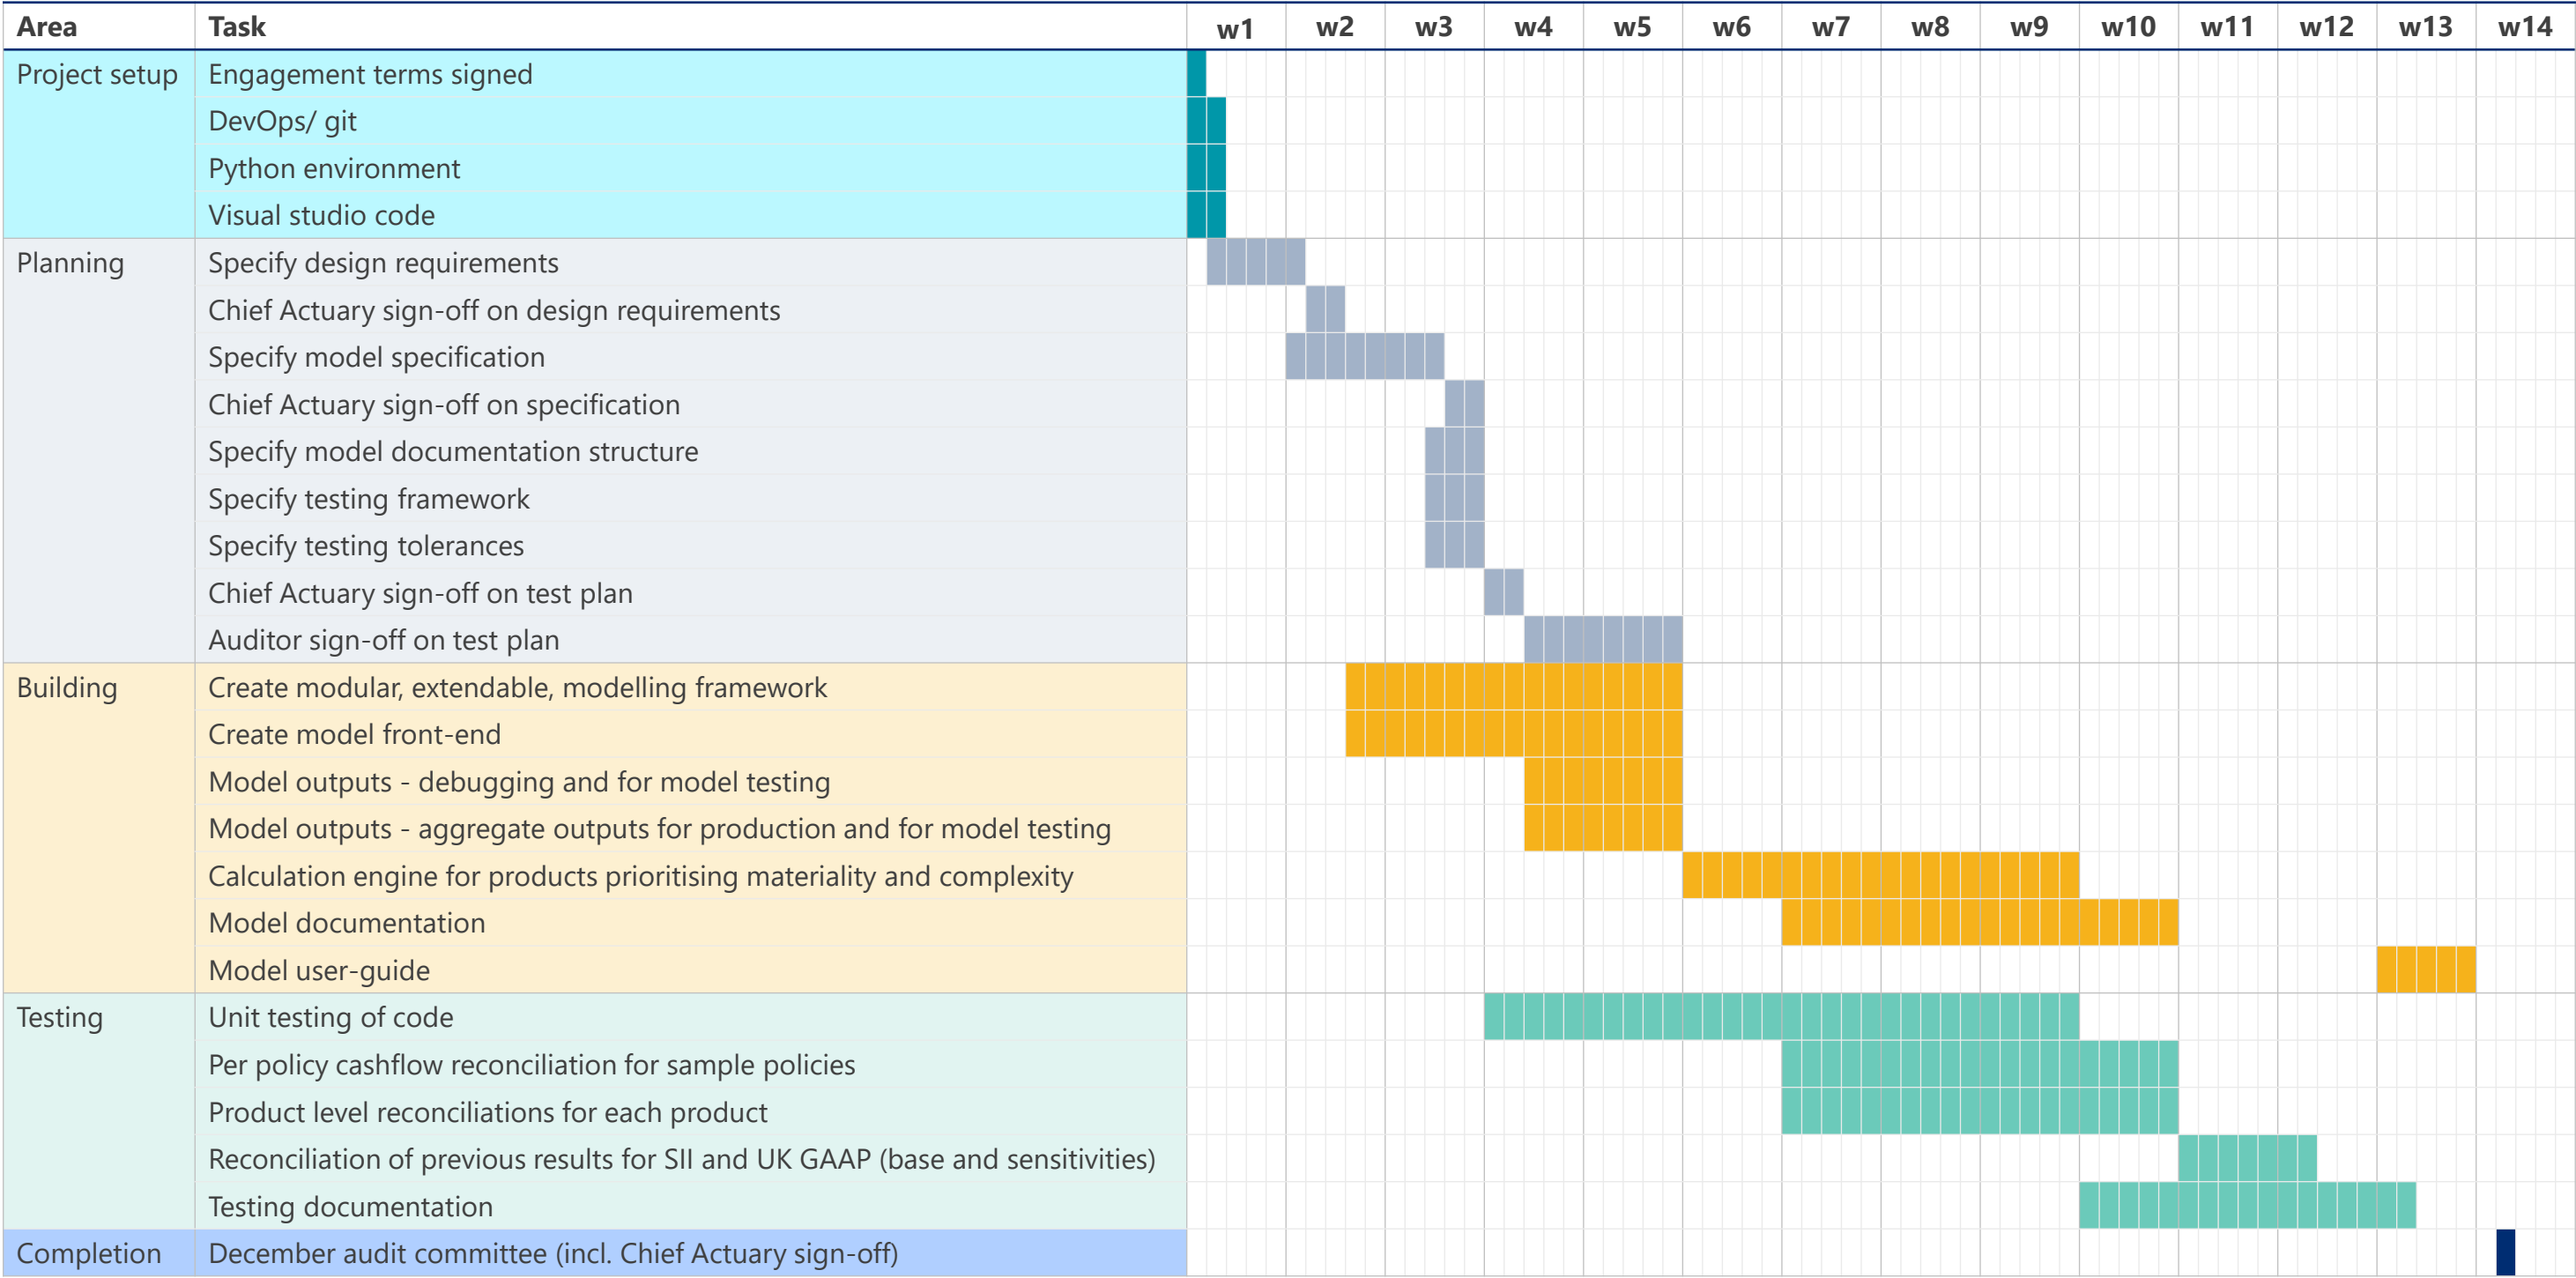 Area Task w1 w2 w3 w4 w5 w6 w7 w8 w9 w10 w11 w12 w13 w14
Project setup Engagement terms signed
DevOps/ git
Python environment
Visual studio code
Planning Specify design requirements
Chief Actuary sign-off on design requirements
Specify model specification
Chief Actuary sign-off on specification
Specify model documentation structure
Specify testing framework
Specify testing tolerances
Chief Actuary sign-off on test plan
Auditor sign-off on test plan
Building Create modular, extendable, modelling framework
Create model front-end
Model outputs - debugging and for model testing
Model outputs - aggregate outputs for production and for model testing
Calculation engine for products prioritising materiality and complexity
Model documentation
Model user-guide
Testing Unit testing of code
Per policy cashflow reconciliation for sample policies
Product level reconciliations for each product
Reconciliation of previous results for SII and UK GAAP (base and sensitivities)
Testing documentation
Completion December audit committee (incl. Chief Actuary sign-off)